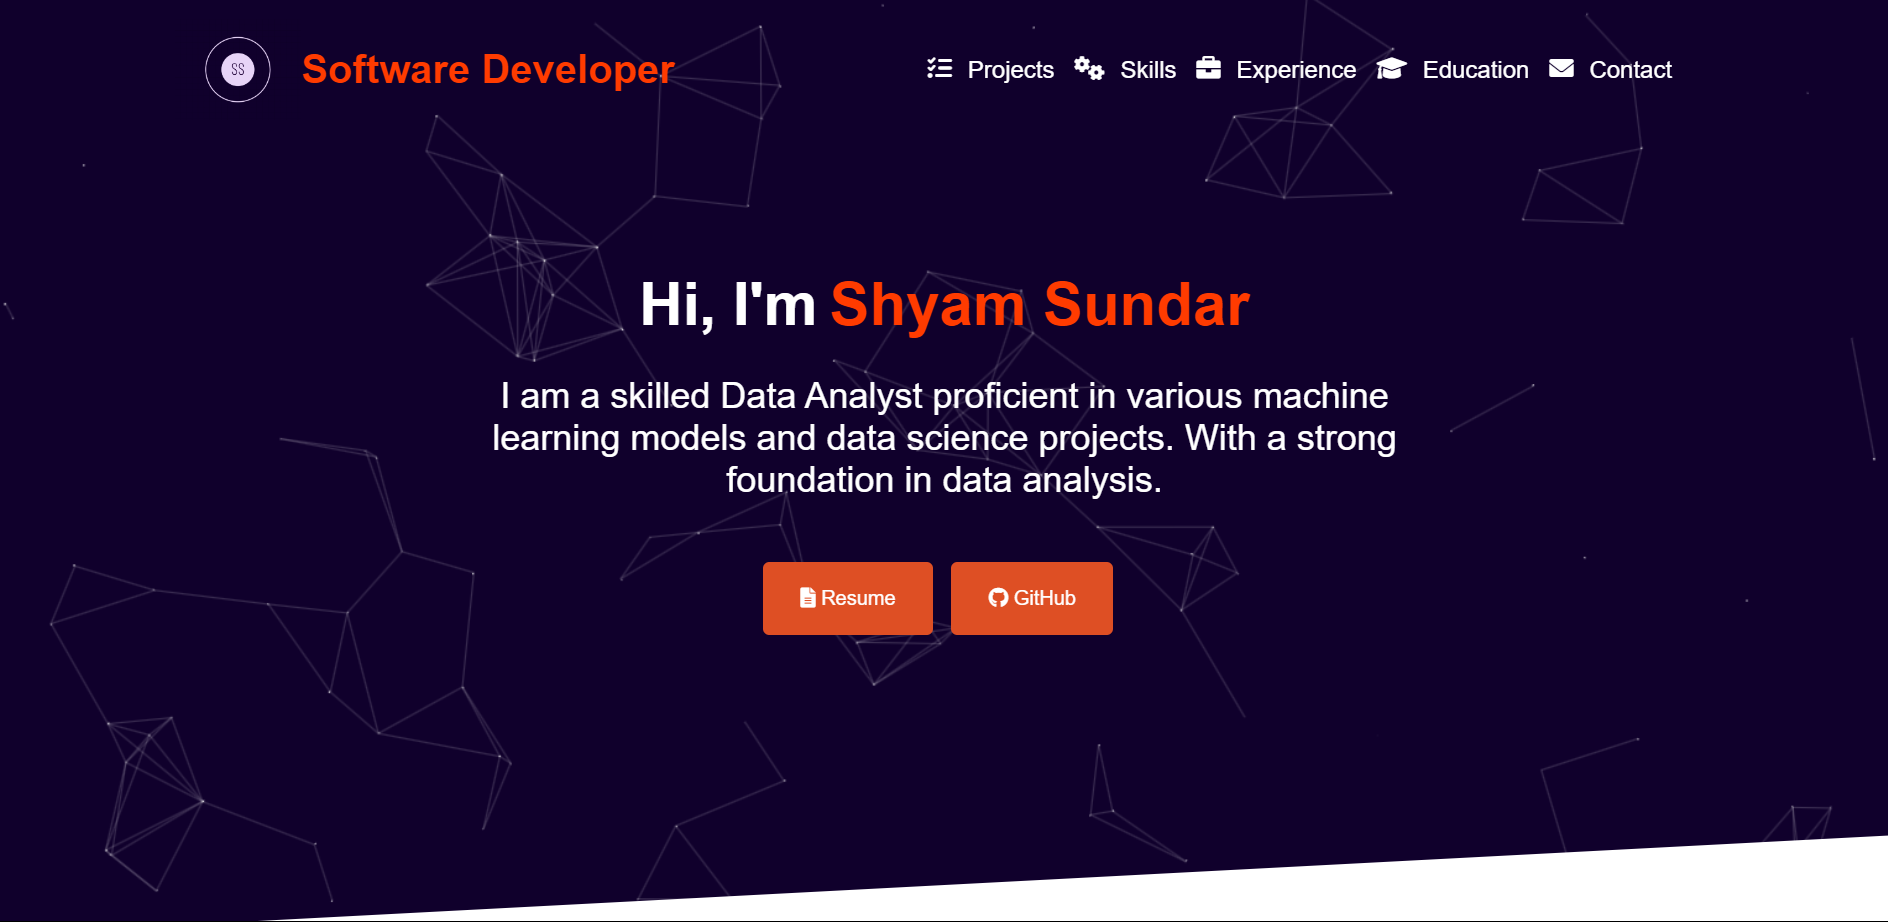 SS
Software Developer
Projects
Skills
Experience
Education
Contact
Hi, I'm Shyam Sundar
I am a skilled Data Analyst proficient in various machine
learning models and data science projects. With a strong
foundation in data analysis.
Resume
GitHub